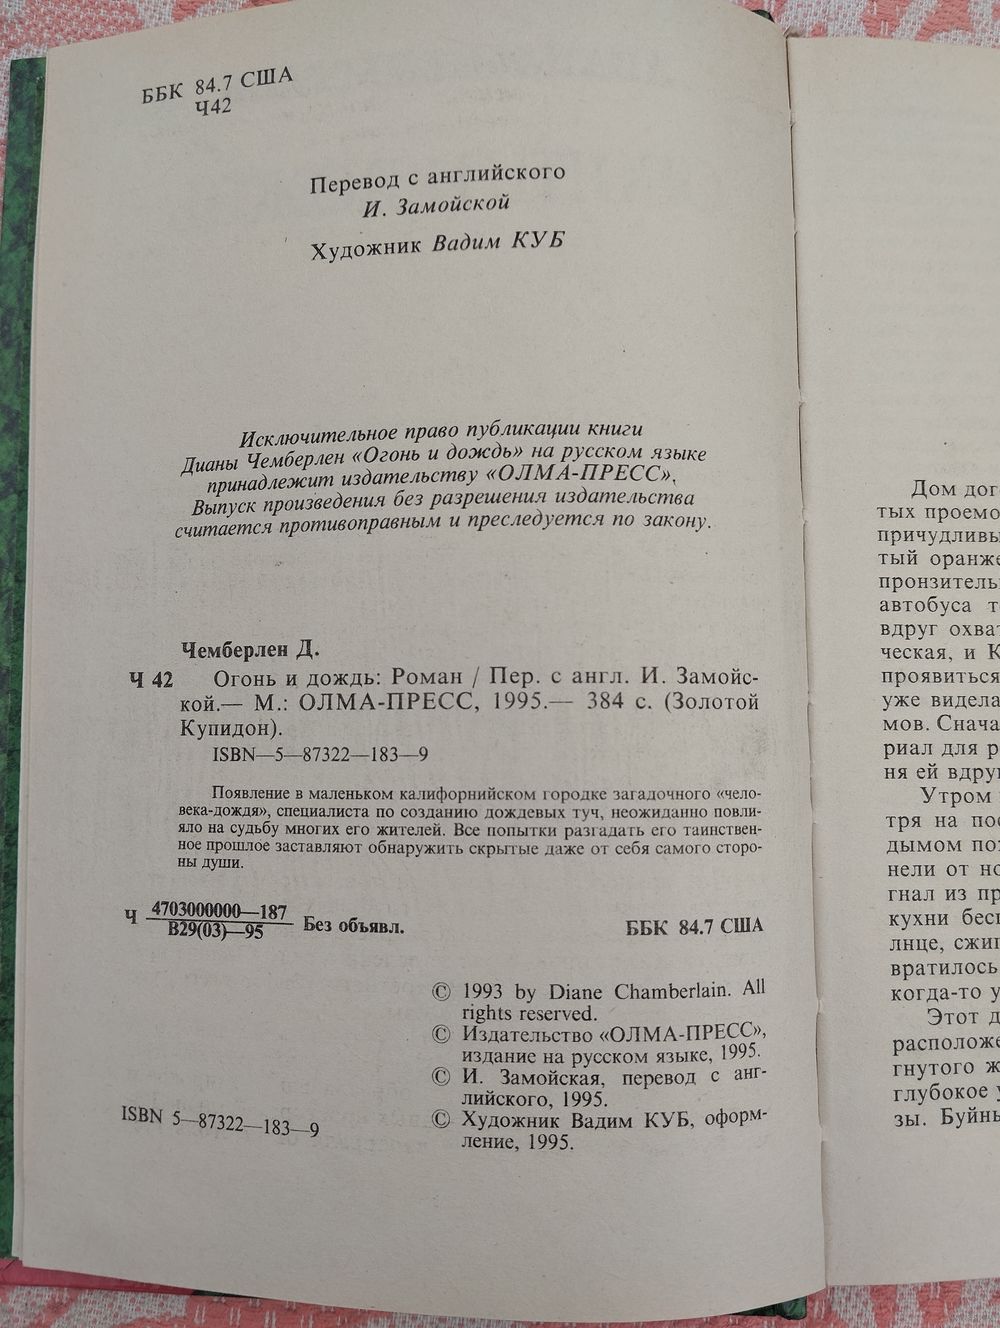 ББК 84.7 США
Ч42
Перевод с английского
И. Замойской
Художник Вадим КУБ
Исключительное право публикации книги
Дианы Чемберлен «Огонь и дождь» на русском языке
принадлежит издательству «ОЛМА-ПРЕСС».
Выпуск произведения без разрешения издательства
считается противоправным и преследуется по закону.
Чемберлен Д.
Ч 42 Огонь и дождь: Роман / Пер. с англ. И. Замойс-
кой.— М.: ОЛМА-ПРЕСС, 1995.— 384 с. (Золотой
Купидон).
ISBN—5—87322—183—9
Появление в маленьком калифорнийском городке загадочного «чело-
века-дождя», специалиста по созданию дождевых туч, неожиданно повли-
яло на судьбу многих его жителей. Все попытки разгадать его таинствен-
ное прошлое заставляют обнаружить скрытые даже от себя самого сторо-
ны души.
Ч 4703000000—187
В29(03)—95 Без объявл.
ББК 84.7 США
© 1993 by Diane Chamberlain. All
rights reserved.
© Издательство «ОЛМА-ПРЕСС»,
издание на русском языке, 1995.
© И. Замойская, перевод с анг-
лийского, 1995.
© Художник Вадим КУБ, оформ-
ление, 1995.
ISBN 5—87322—183—9
Дом дог
тых проемо
причудливы
тый оранже
пронзитель
автобуса т
вдруг охват
ческая, и К
проявиться
уже видела
мов. Снача
риал для р
ня ей вдру
Утром
тря на пос
дымом пог
нели от но
гнал из пр
кухни бесп
лнце, сжиг
вратилось
когда-то у
Этот д
расположе
гнутого ж
глубокое у
зы. Буйны